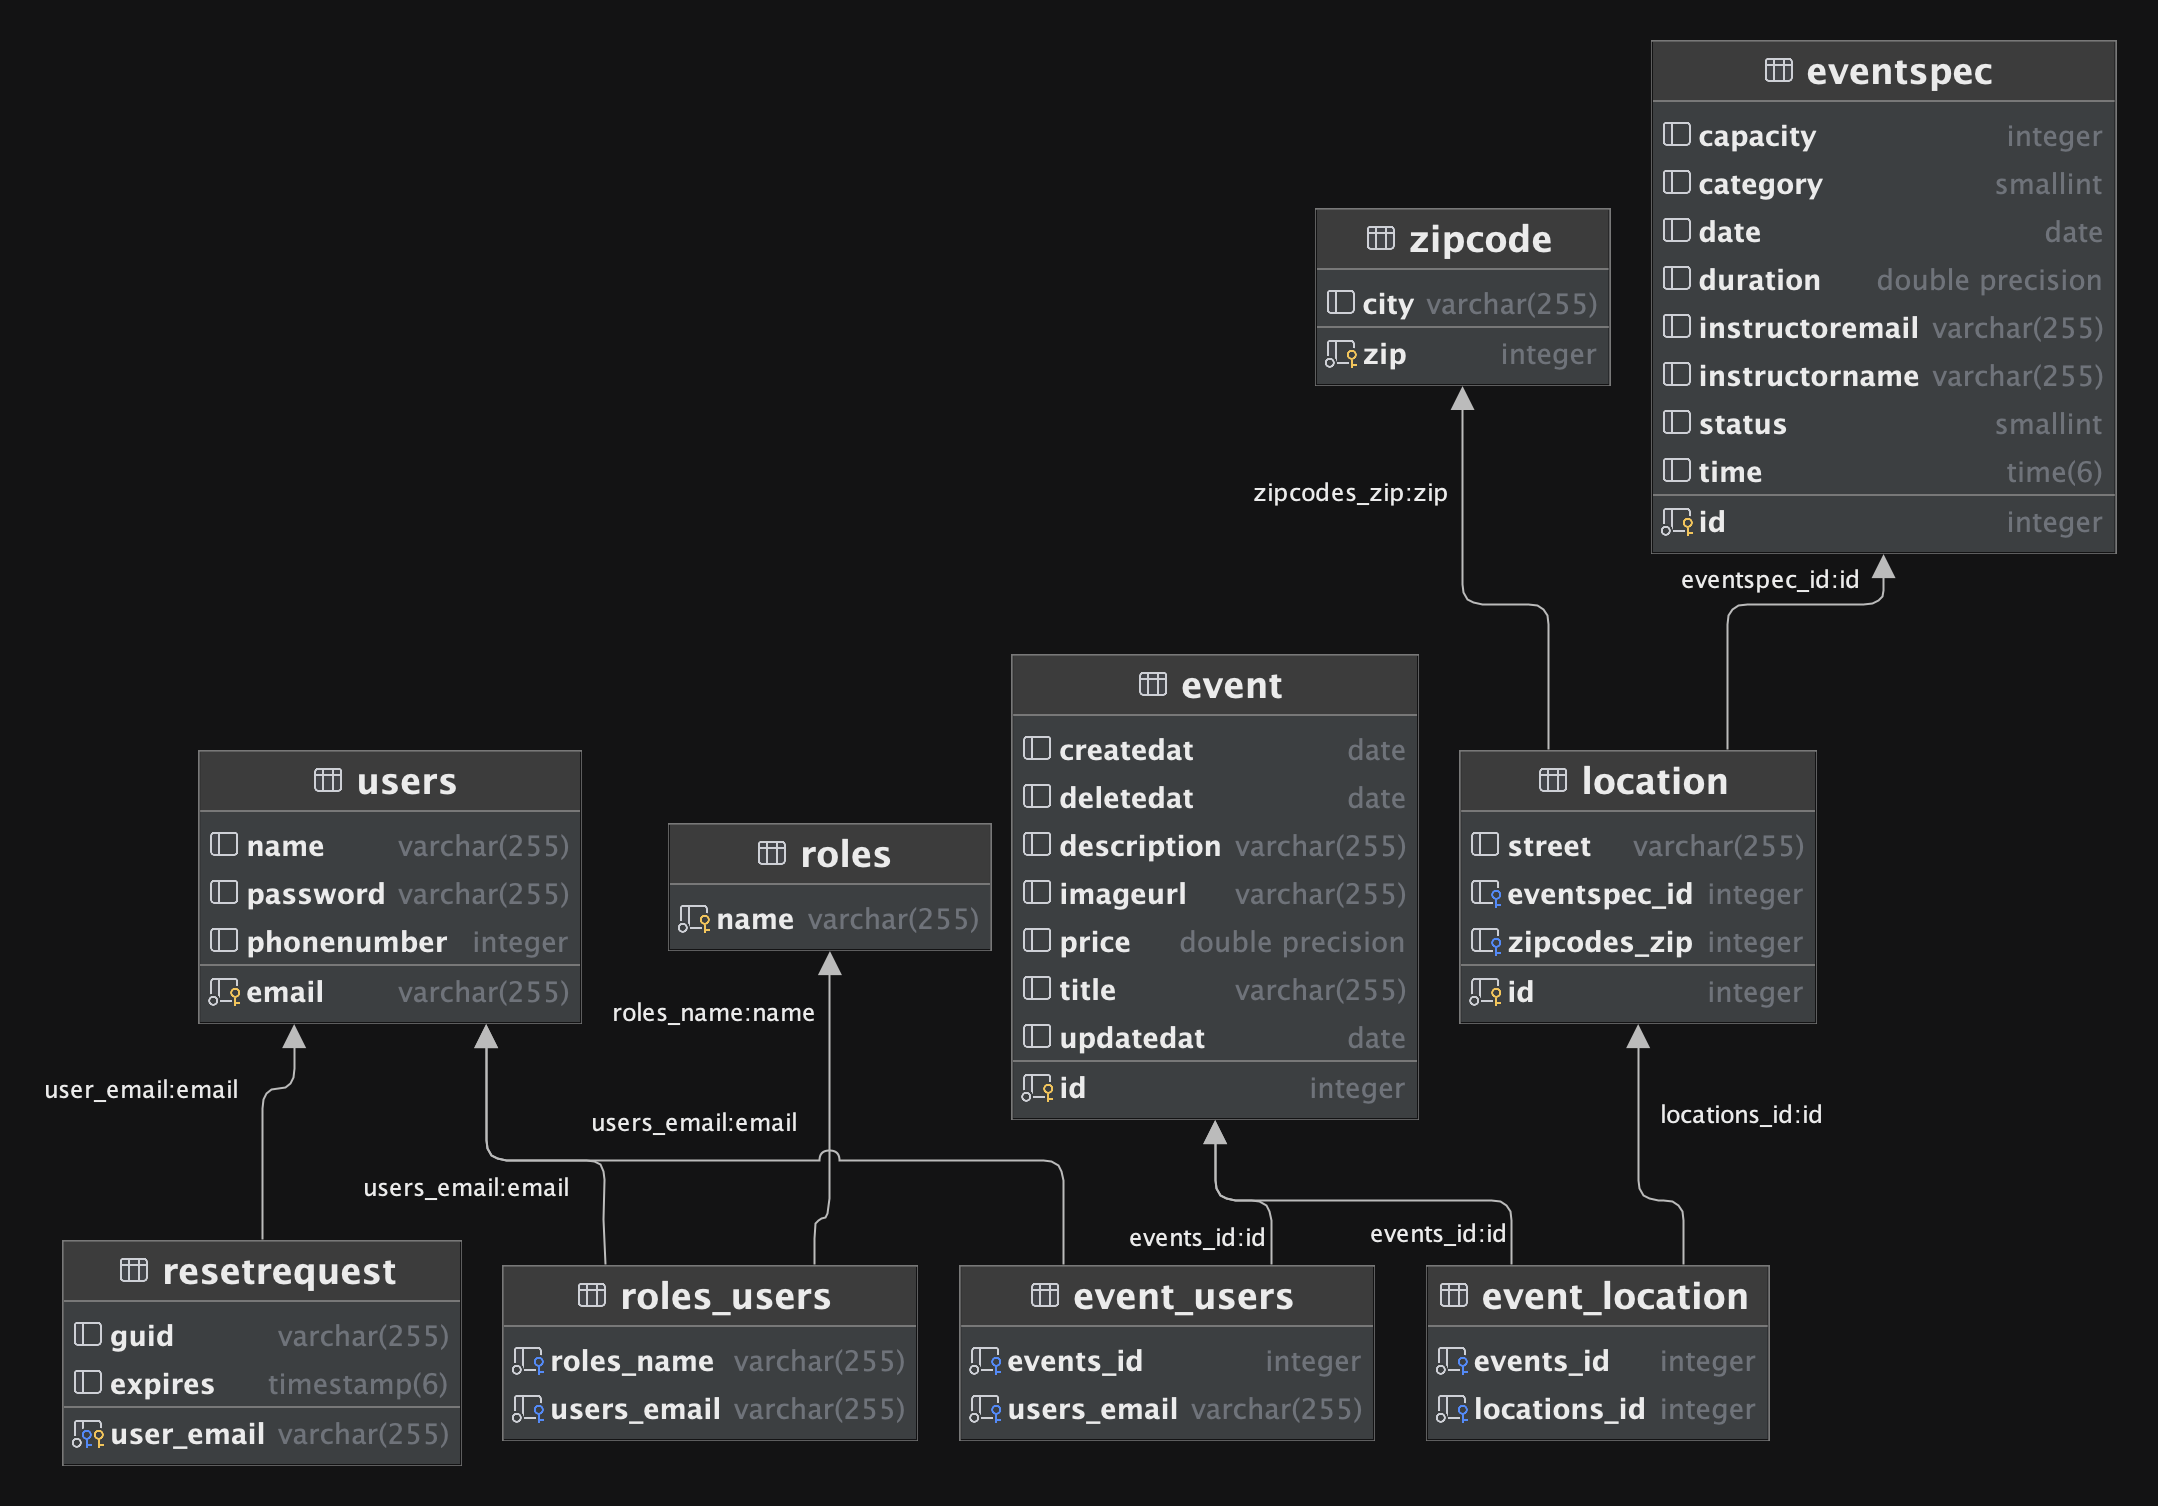 eventspec
capacity integer
category smallint
date date
duration double precision
instructoremail varchar(255)
instructorname varchar(255)
status smallint
time time(6)
id integer
zipcode
city varchar(255)
zip integer
zipcodes_zip:zip
eventspec_id:id
event
createdat date
deletedat date
description varchar(255)
imageurl varchar(255)
price double precision
title varchar(255)
updatedat date
id integer
users
name varchar(255)
password varchar(255)
phonenumber integer
email varchar(255)
roles
name varchar(255)
location
street varchar(255)
eventspec_id integer
zipcodes_zip integer
id integer
roles_name:name
user_email:email
users_email:email
locations_id:id
users_email:email
events_id:id
events_id:id
resetrequest
guid varchar(255)
expires timestamp(6)
user_email varchar(255)
roles_users
roles_name varchar(255)
users_email varchar(255)
event_users
events_id integer
users_email varchar(255)
event_location
events_id integer
locations_id integer